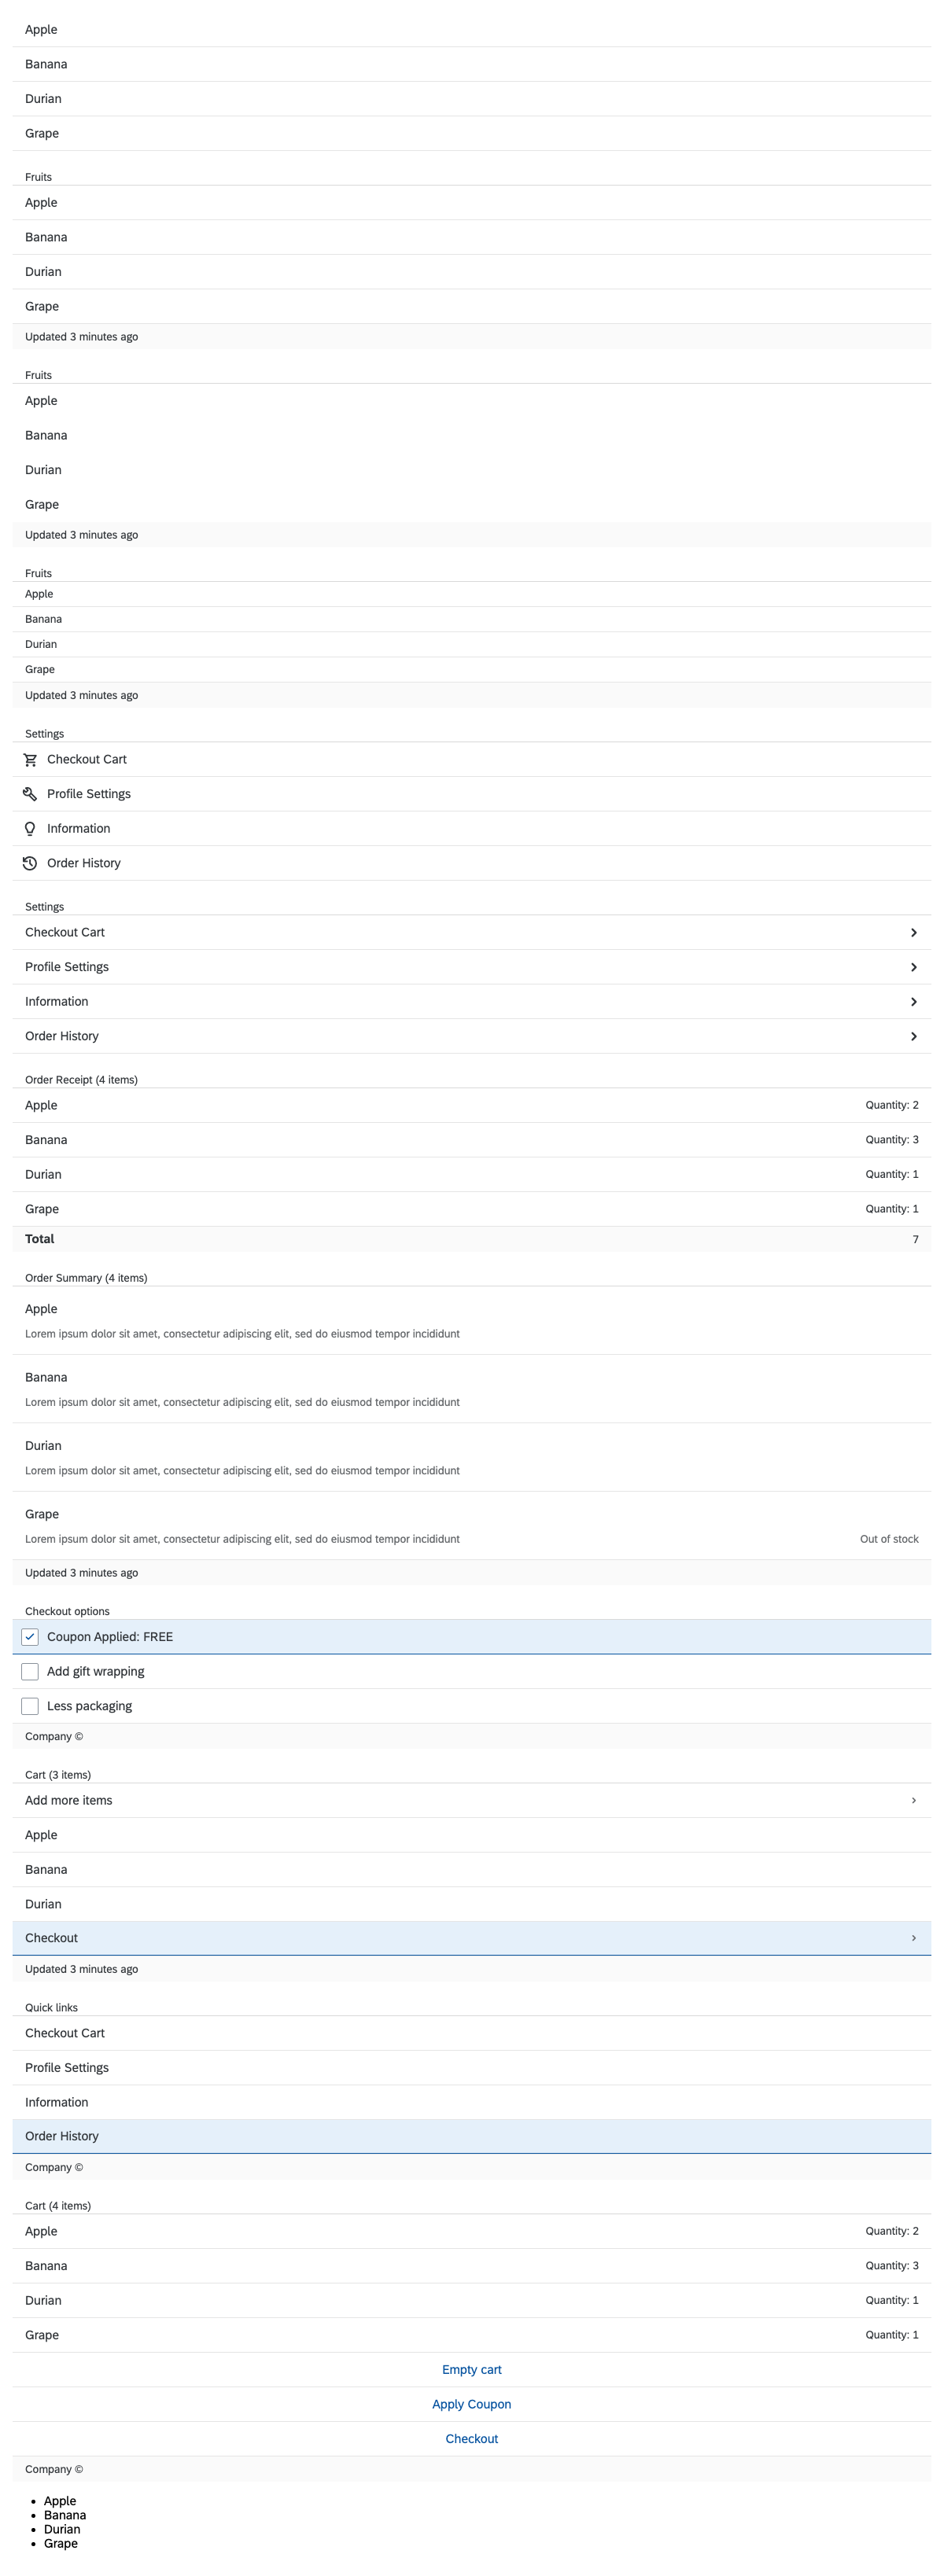 Apple
Banana
Durian
Grape
Fruits
Apple
Banana
Durian
Grape
Updated 3 minutes ago
Fruits
Apple
Banana
Durian
Grape
Updated 3 minutes ago
Fruits
Apple
Banana
Durian
Grape
Updated 3 minutes ago
Settings
Checkout Cart
Profile Settings
Information
Order History
Settings
Checkout Cart
Profile Settings
Information
Order History
Order Receipt (4 items)
Apple Quantity: 2
Banana Quantity: 3
Durian Quantity: 1
Grape Quantity: 1
Total 7
Order Summary (4 items)
Apple
Lorem ipsum dolor sit amet, consectetur adipiscing elit, sed do eiusmod tempor incididunt
Banana
Lorem ipsum dolor sit amet, consectetur adipiscing elit, sed do eiusmod tempor incididunt
Durian
Lorem ipsum dolor sit amet, consectetur adipiscing elit, sed do eiusmod tempor incididunt
Grape
Lorem ipsum dolor sit amet, consectetur adipiscing elit, sed do eiusmod tempor incididunt Out of stock
Updated 3 minutes ago
Checkout options
Coupon Applied: FREE
Add gift wrapping
Less packaging
Company ©
Cart (3 items)
Add more items
Apple
Banana
Durian
Checkout
Updated 3 minutes ago
Quick links
Checkout Cart
Profile Settings
Information
Order History
Company ©
Cart (4 items)
Apple Quantity: 2
Banana Quantity: 3
Durian Quantity: 1
Grape Quantity: 1
Empty cart
Apply Coupon
Checkout
Company ©
• Apple
• Banana
• Durian
• Grape